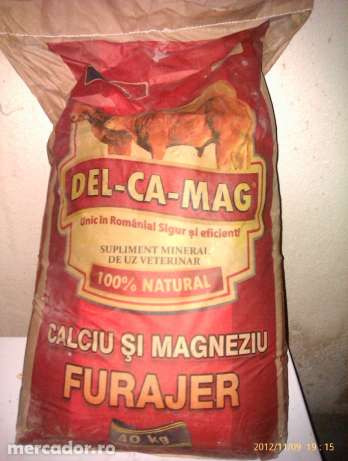 DEL-CA-MAG®
Unic în România! Sigur și eficient!
SUPLIMENT MINERAL
DE UZ VETERINAR
100% NATURAL
CALCIU ȘI MAGNEZIU
FURAJER
40 kg
mercador.ro
2012/11/09 19:15